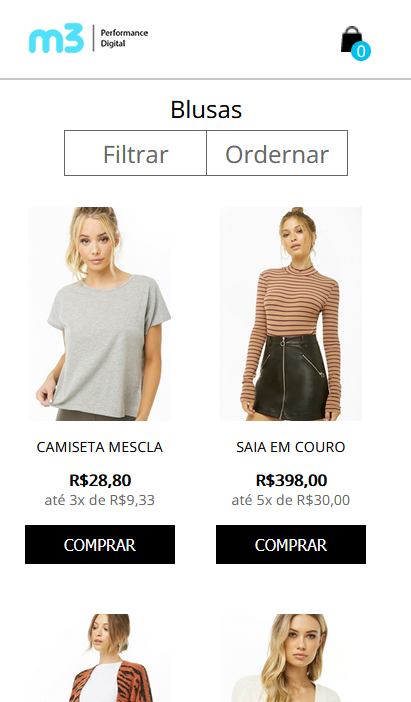 m3 Performance
Digital
0
Blusas
Filtrar Ordernar
CAMISETA MESCLA
R$28,80
até 3x de R$9,33
COMPRAR
SAIA EM COURO
R$398,00
até 5x de R$30,00
COMPRAR